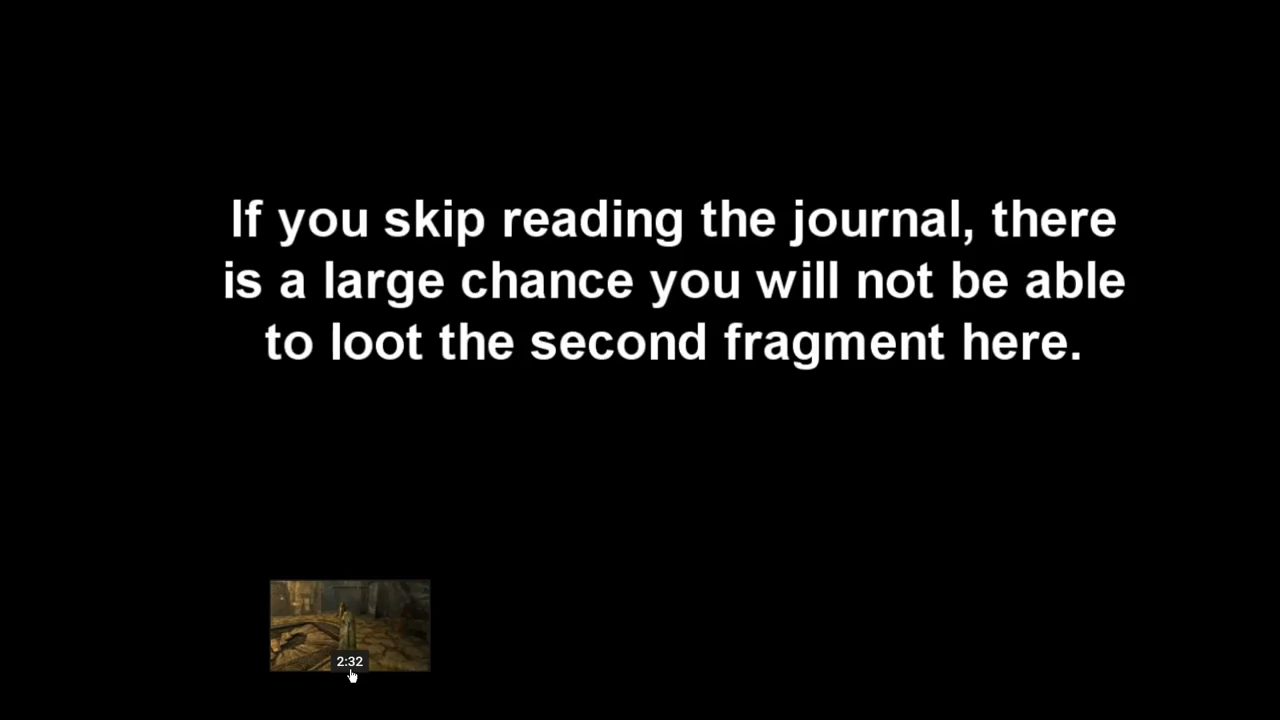 If you skip reading the journal, there
is a large chance you will not be able
to loot the second fragment here.
2:32